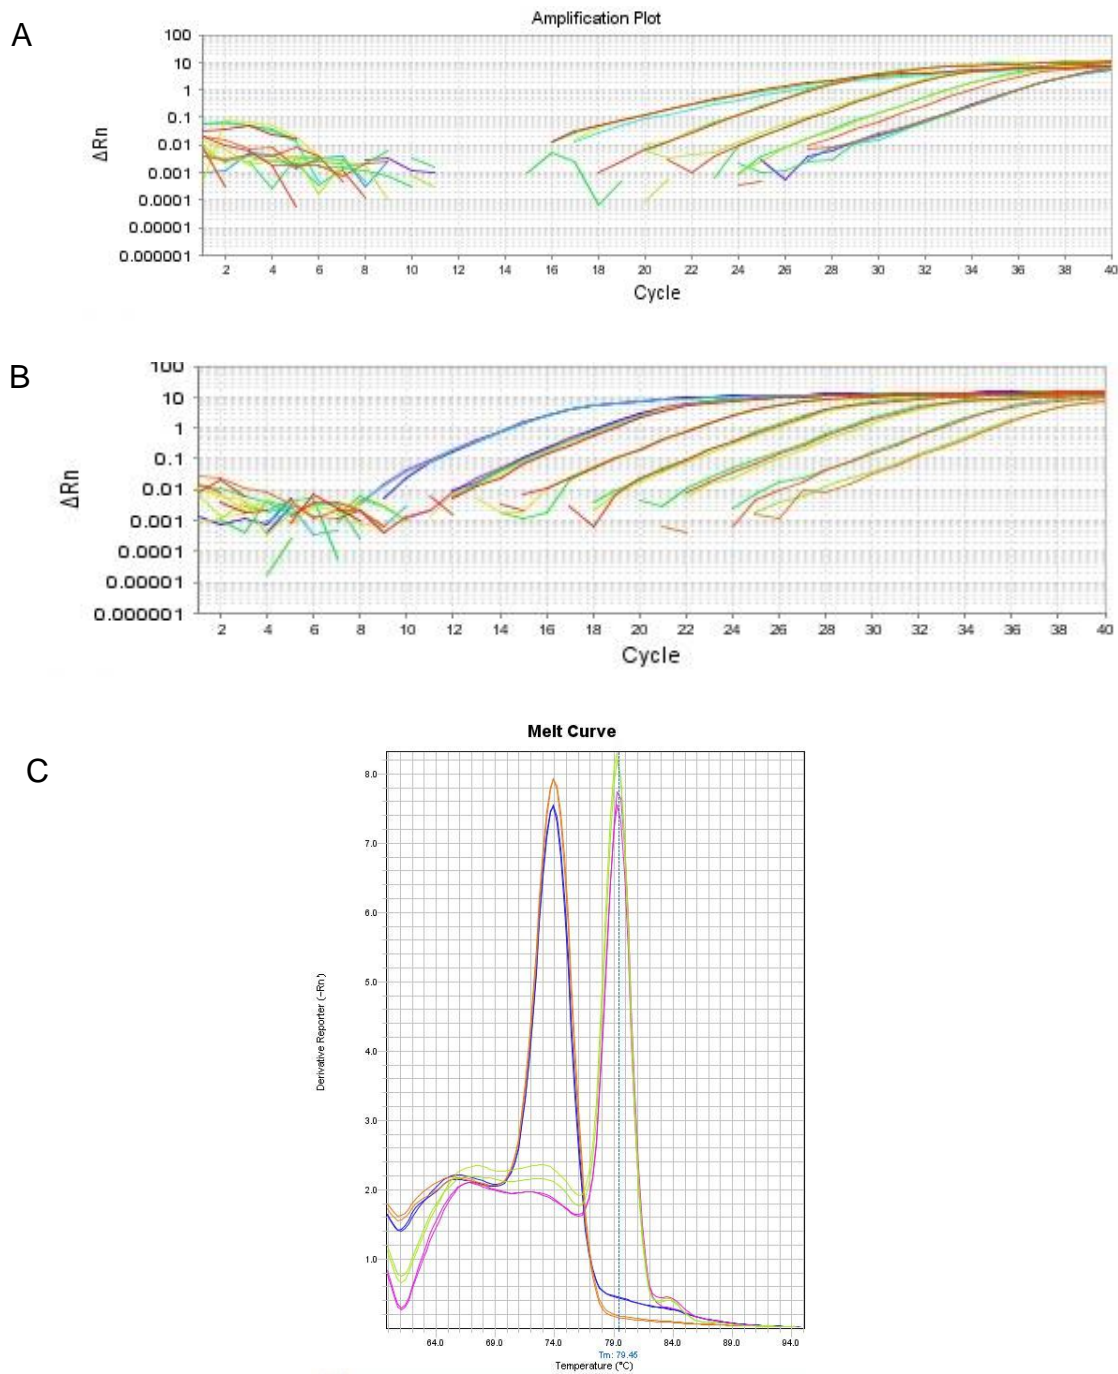 A
Amplification Plot
100
10
1
0.1
0.01
0.001
0.0001
0.00001
0.000001
ΔRn
2 4 6 8 10 12 14 16 18 20 22 24 26 28 30 32 34 36 38 40
Cycle
B
100
10
1
0.1
0.01
0.001
0.0001
0.00001
0.000001
ΔRn
2 4 6 8 10 12 14 16 18 20 22 24 26 28 30 32 34 36 38 40
Cycle
C
Melt Curve
8.0
7.0
6.0
5.0
4.0
3.0
2.0
1.0
Derivative Reporter (-Rn')
64.0 69.0 74.0 79.0 84.0 89.0 94.0
Tm: 79.45
Temperature (°C)